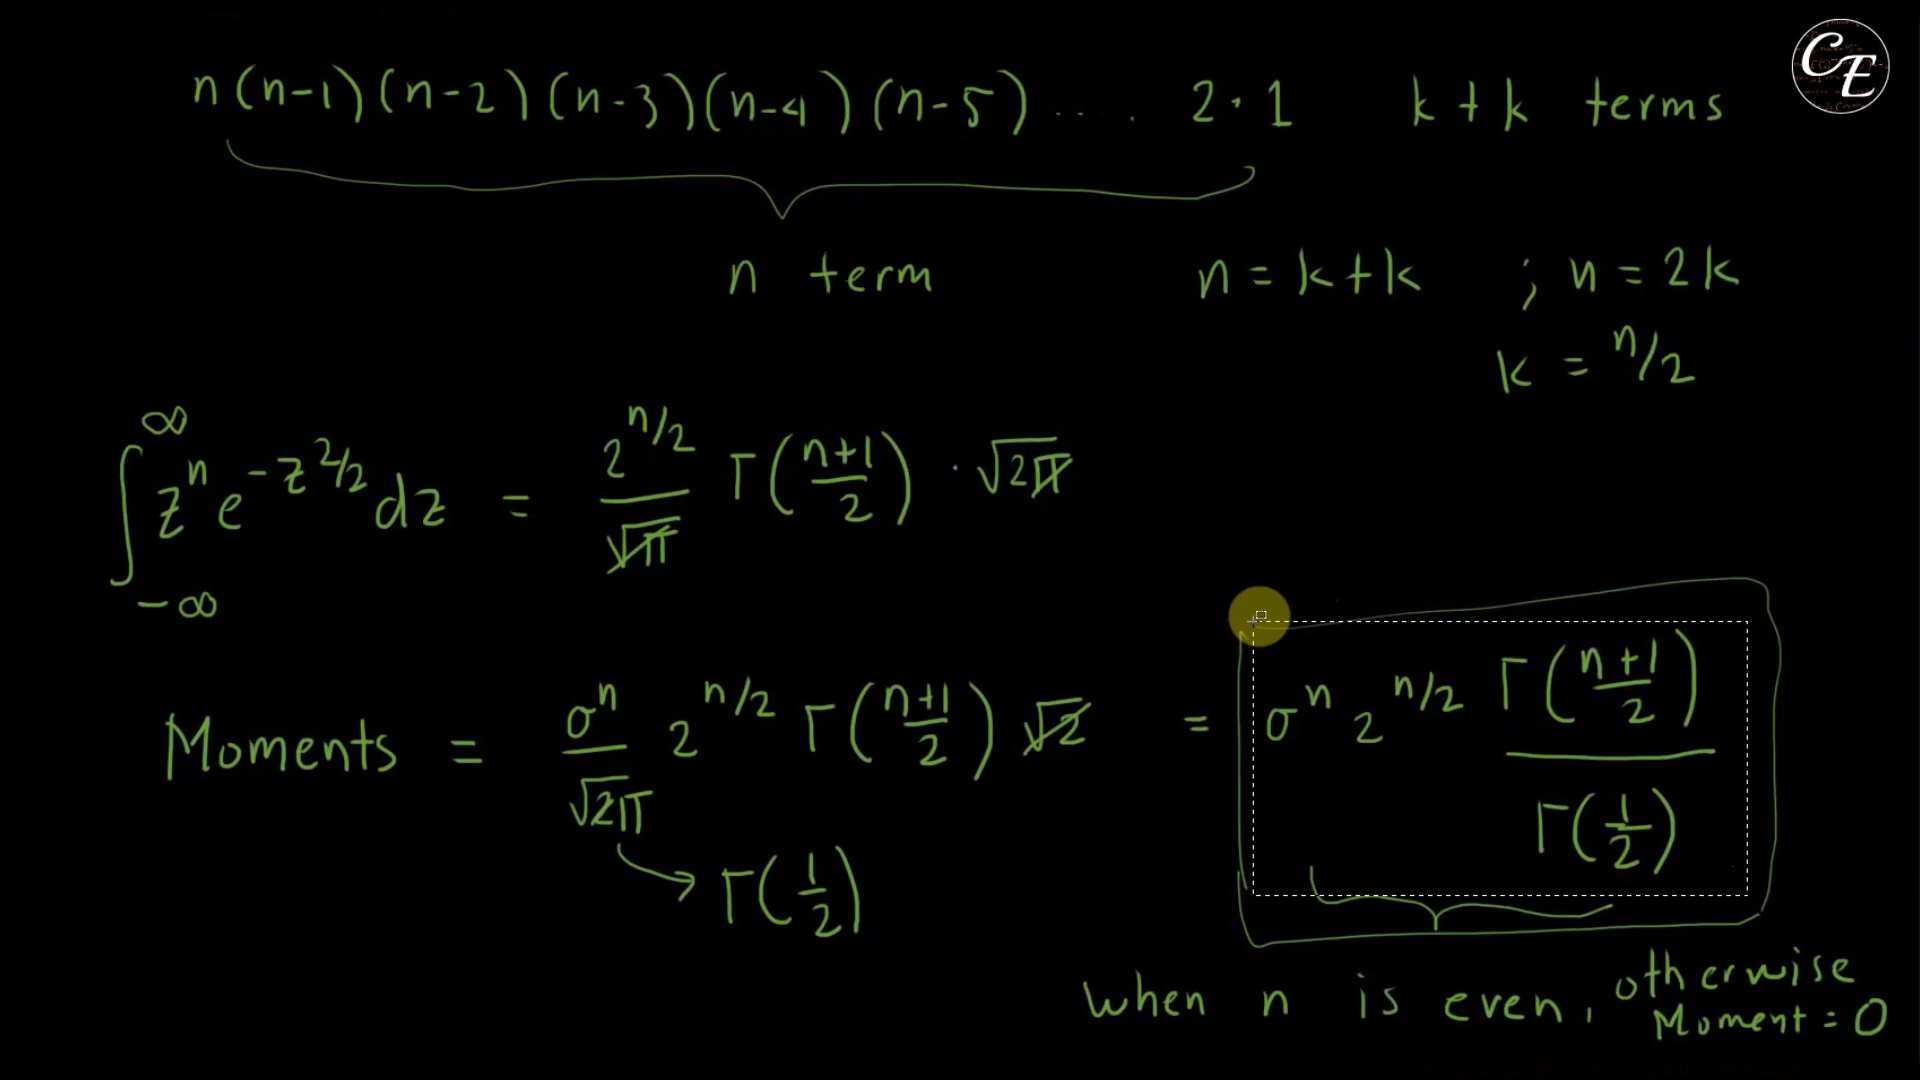 n(n-1)(n-2)(n-3)(n-4)(n-5)..... 2·1 k+k terms
n term n=k+k ; n=2k
k = n/2
∫_{-∞}^{∞} z^n e^{-z^2/2} dz = 2^{n/2}/√π Γ((n+1)/2) · √2π
Moments = σ^n/√2π 2^{n/2} Γ((n+1)/2) √2 = σ^n 2^{n/2} Γ((n+1)/2)/Γ(1/2)
Γ(1/2)
when n is even, otherwise
Moment = 0
CE